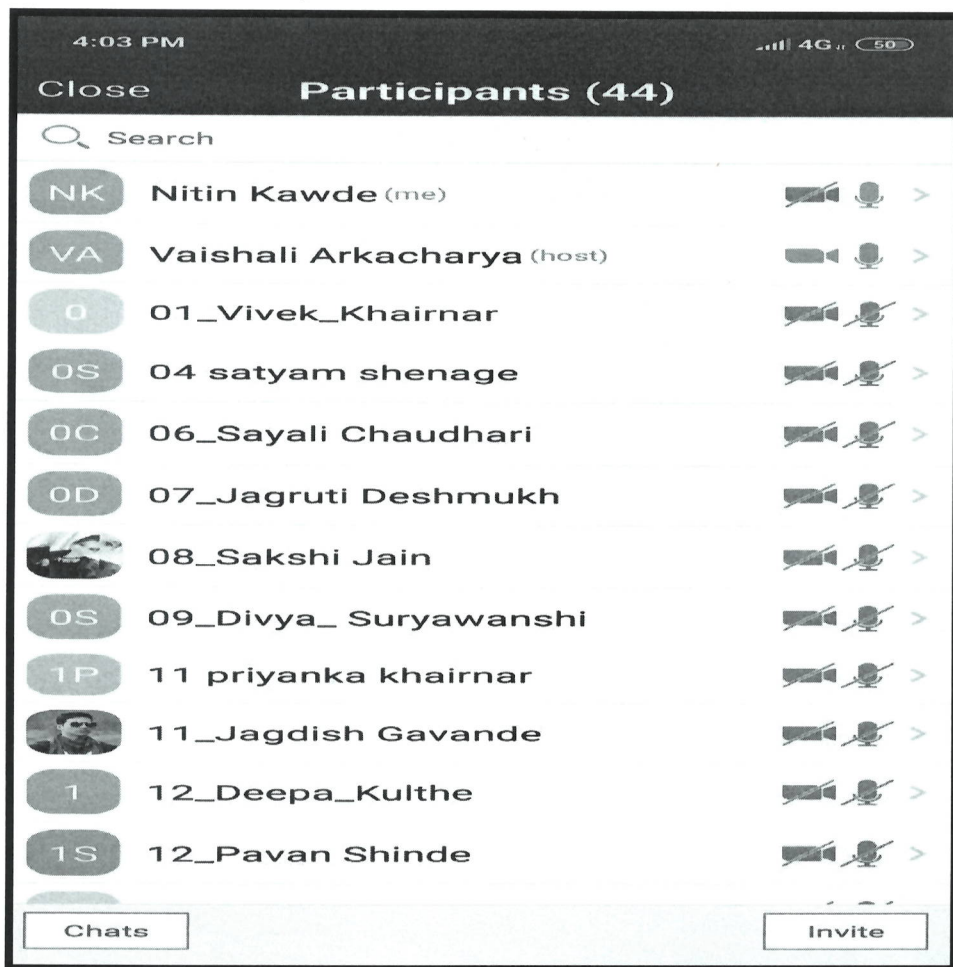 4:03 PM 4G 50
Close Participants (44)
Search
NK Nitin Kawde (me)
VA Vaishali Arkacharya (host)
0 01_Vivek_Khairnar
0S 04 satyam shenage
0C 06_Sayali Chaudhari
0D 07_Jagruti Deshmukh
08_Sakshi Jain
0S 09_Divya_ Suryawanshi
1P 11 priyanka khairnar
11_Jagdish Gavande
1 12_Deepa_Kulthe
1S 12_Pavan Shinde
Chats Invite